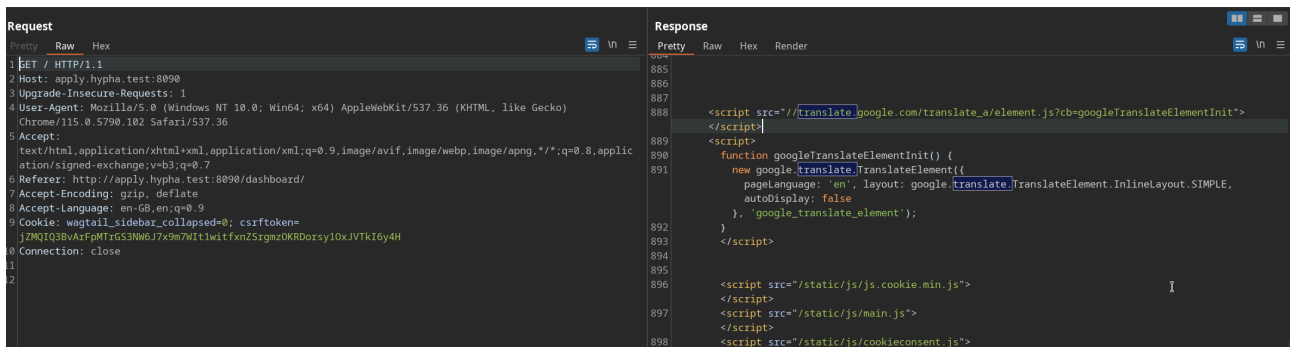 Request
Pretty Raw Hex
\n
1 GET / HTTP/1.1
2 Host: apply.hypha.test:8090
3 Upgrade-Insecure-Requests: 1
4 User-Agent: Mozilla/5.0 (Windows NT 10.0; Win64; x64) AppleWebKit/537.36 (KHTML, like Gecko)
Chrome/115.0.5790.102 Safari/537.36
5 Accept:
text/html,application/xhtml+xml,application/xml;q=0.9,image/avif,image/webp,image/apng,*/*;q=0.8,applic
ation/signed-exchange;v=b3;q=0.7
6 Referer: http://apply.hypha.test:8090/dashboard/
7 Accept-Encoding: gzip, deflate
8 Accept-Language: en-GB,en;q=0.9
9 Cookie: wagtail_sidebar_collapsed=0; csrftoken=
jZMQIQ3BvArFpMTrGS3NW6J7x9m7WIt1witfxnZSrgmzOKRDorsy1OxJVTkI6y4H
10 Connection: close
11
12
Response
Pretty Raw Hex Render
\n
884
885
886
887
888 <script src="//translate.google.com/translate_a/element.js?cb=googleTranslateElementInit">
</script>
889 <script>
890 function googleTranslateElementInit() {
891 new google.translate.TranslateElement({
pageLanguage: 'en', layout: google.translate.TranslateElement.InlineLayout.SIMPLE,
autoDisplay: false
}, 'google_translate_element');
892 }
893 </script>
894
895
896 <script src="/static/js/js.cookie.min.js">
</script>
897 <script src="/static/js/main.js">
</script>
898 <script src="/static/js/cookieconsent.js">